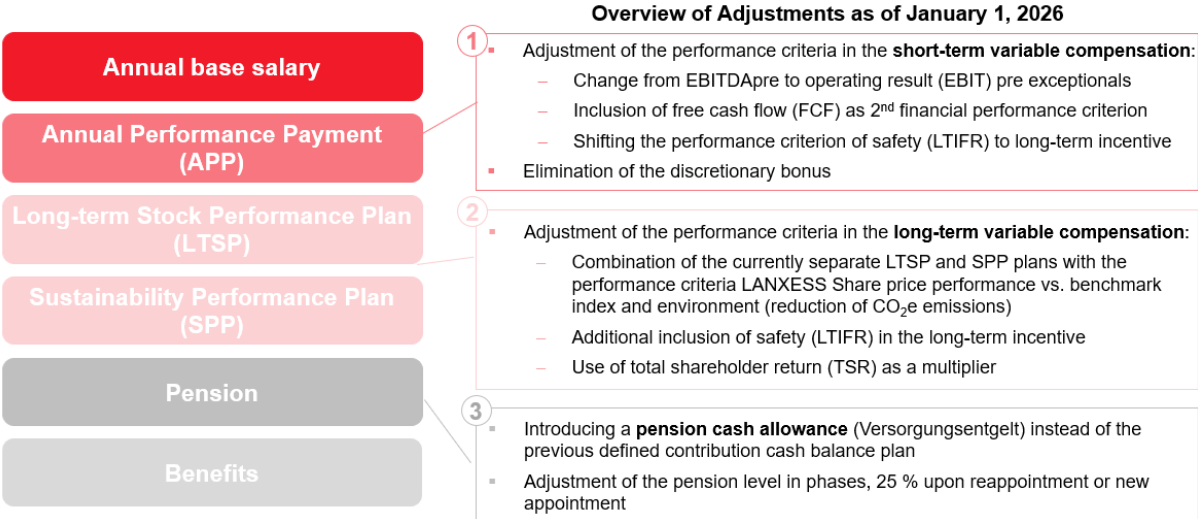 Overview of Adjustments as of January 1, 2026
Annual base salary
Annual Performance Payment
(APP)
Long-term Stock Performance Plan
(LTSP)
Sustainability Performance Plan
(SPP)
Pension
Benefits
1
▪ Adjustment of the performance criteria in the short-term variable compensation:
– Change from EBITDApre to operating result (EBIT) pre exceptionals
– Inclusion of free cash flow (FCF) as 2nd financial performance criterion
– Shifting the performance criterion of safety (LTIFR) to long-term incentive
▪ Elimination of the discretionary bonus
2
▪ Adjustment of the performance criteria in the long-term variable compensation:
– Combination of the currently separate LTSP and SPP plans with the
performance criteria LANXESS Share price performance vs. benchmark
index and environment (reduction of CO₂e emissions)
– Additional inclusion of safety (LTIFR) in the long-term incentive
– Use of total shareholder return (TSR) as a multiplier
3
▪ Introducing a pension cash allowance (Versorgungsentgelt) instead of the
previous defined contribution cash balance plan
▪ Adjustment of the pension level in phases, 25 % upon reappointment or new
appointment